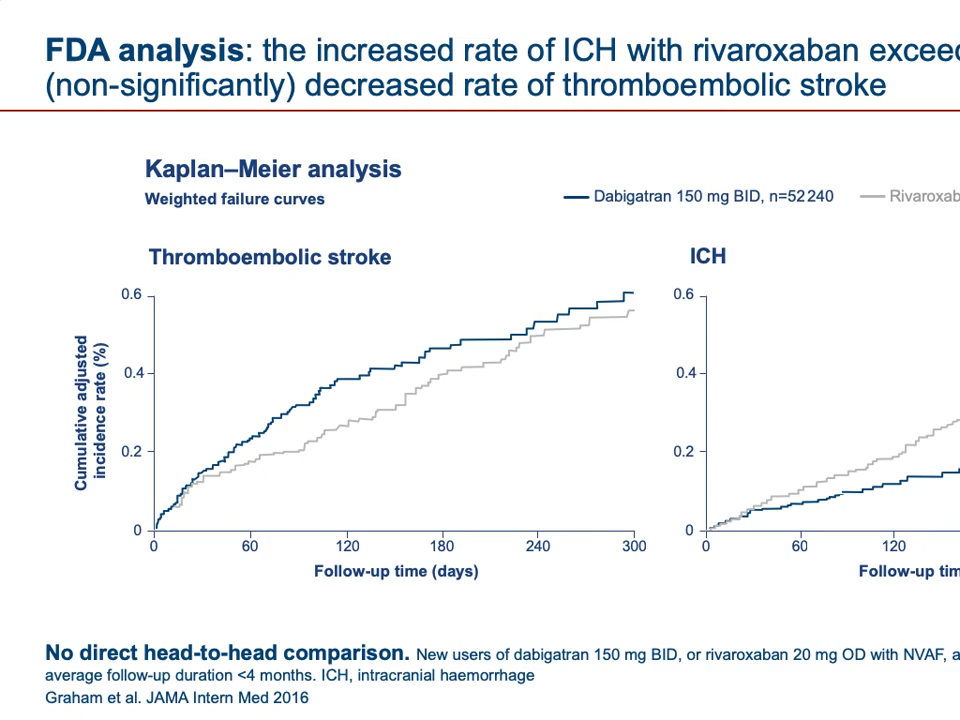 FDA analysis: the increased rate of ICH with rivaroxaban exceed
(non-significantly) decreased rate of thromboembolic stroke
Kaplan–Meier analysis
Weighted failure curves
Dabigatran 150 mg BID, n=52240
Rivaroxab
Thromboembolic stroke
ICH
Cumulative adjusted
incidence rate (%)
0.6
0.4
0.2
0
0
60
120
180
240
300
Follow-up time (days)
0.6
0.4
0.2
0
0
60
120
Follow-up tim
No direct head-to-head comparison. New users of dabigatran 150 mg BID, or rivaroxaban 20 mg OD with NVAF, a
average follow-up duration <4 months. ICH, intracranial haemorrhage
Graham et al. JAMA Intern Med 2016